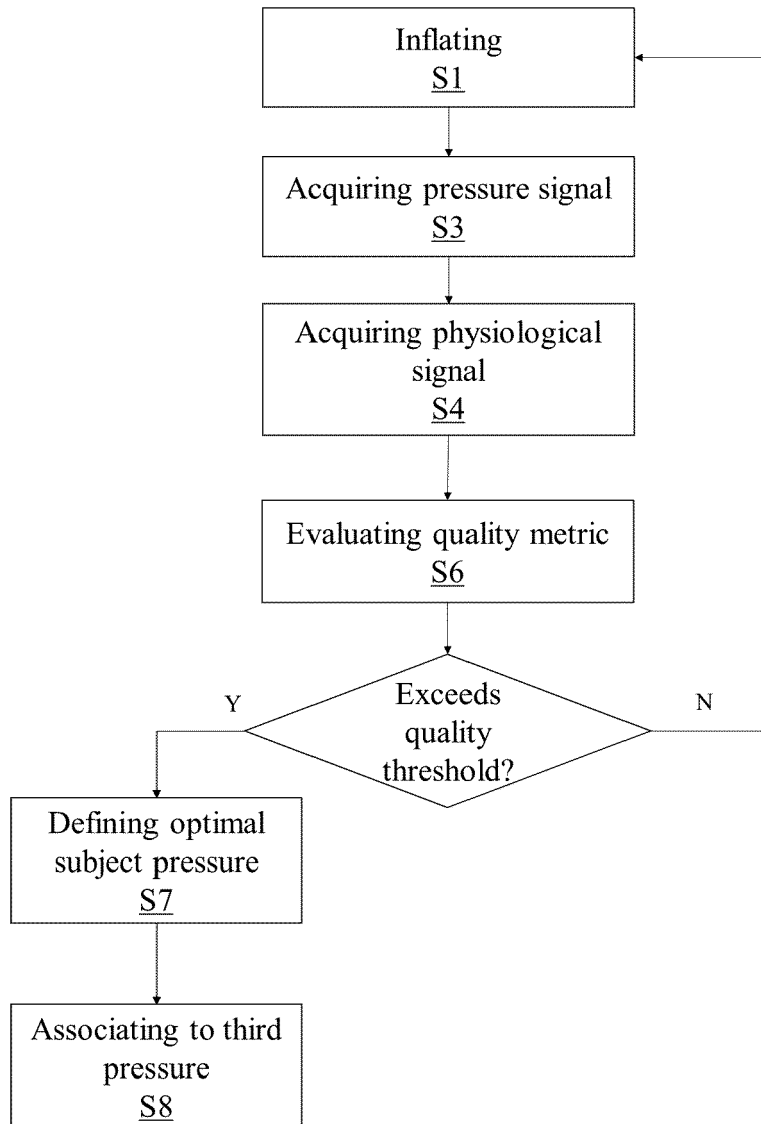 Inflating
S1
Acquiring pressure signal
S3
Acquiring physiological
signal
S4
Evaluating quality metric
S6
Exceeds
quality
threshold?
Y
N
Defining optimal
subject pressure
S7
Associating to third
pressure
S8